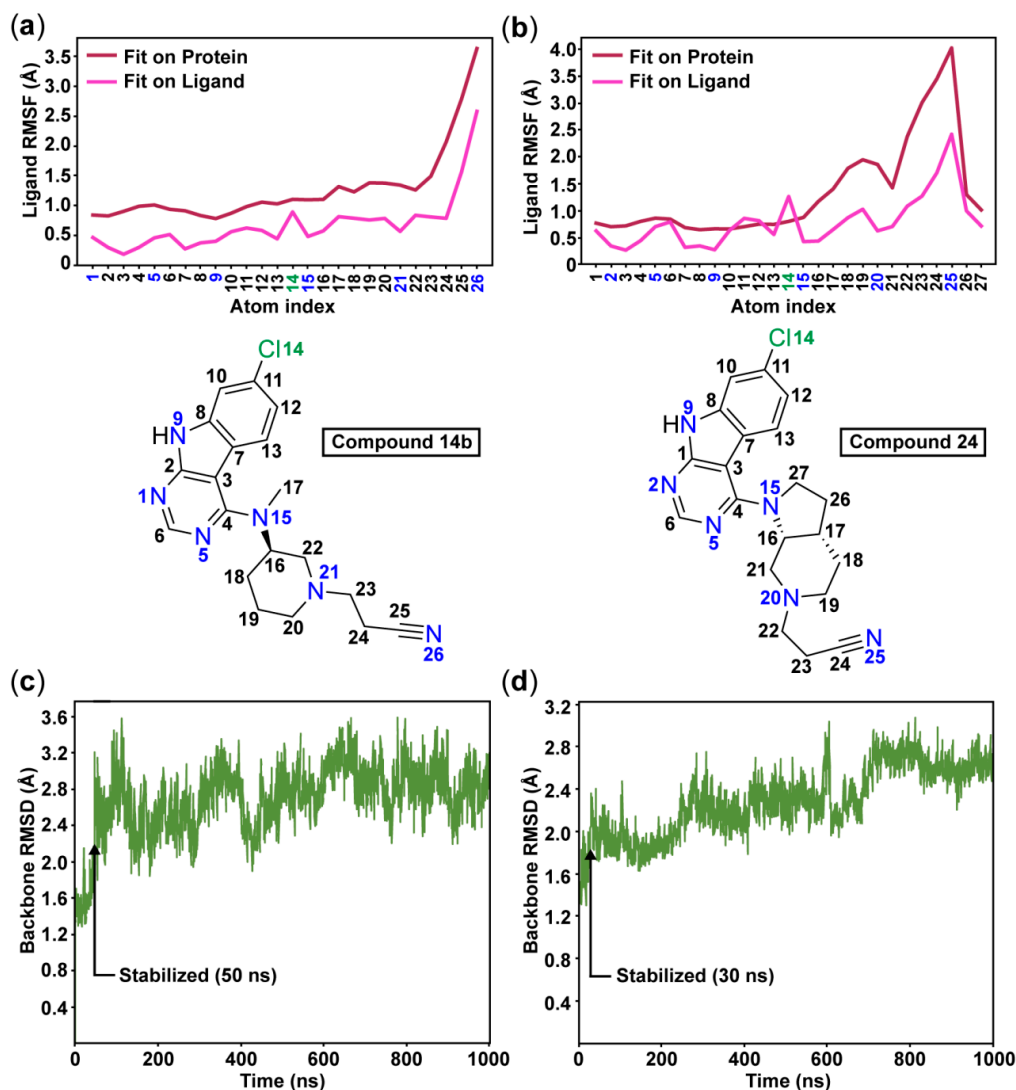 (a)
Ligand RMSF (Å)
3.5
3.0
2.5
2.0
1.5
1.0
0.5
0
Fit on Protein
Fit on Ligand
1 2 3 4 5 6 7 8 9 10 11 12 13 14 15 16 17 18 19 20 21 22 23 24 25 26
Atom index
(b)
Ligand RMSF (Å)
4.0
3.5
3.0
2.5
2.0
1.5
1.0
0.5
0
Fit on Protein
Fit on Ligand
1 2 3 4 5 6 7 8 9 10 11 12 13 14 15 16 17 18 19 20 21 22 23 24 25 26 27
Atom index
Cl14
10 11
8 12
9
HN
7 13
2 3
1N 17
4 N15
6 N
5
16 22
18 21
N 23
19 20 24 25
N
26
Compound 14b
Cl14
10 11
8 12
9
HN
7 13
1 3 27
2N 15
N 26
4
6 N
5
16 17
21 18
20N 19
22
23 24 N
25
Compound 24
(c)
Backbone RMSD (Å)
3.6
3.2
2.8
2.4
2.0
1.6
1.2
0.8
0.4
Stabilized (50 ns)
0 200 400 600 800 1000
Time (ns)
(d)
Backbone RMSD (Å)
3.2
2.8
2.4
2.0
1.6
1.2
0.8
0.4
Stabilized (30 ns)
0 200 400 600 800 1000
Time (ns)